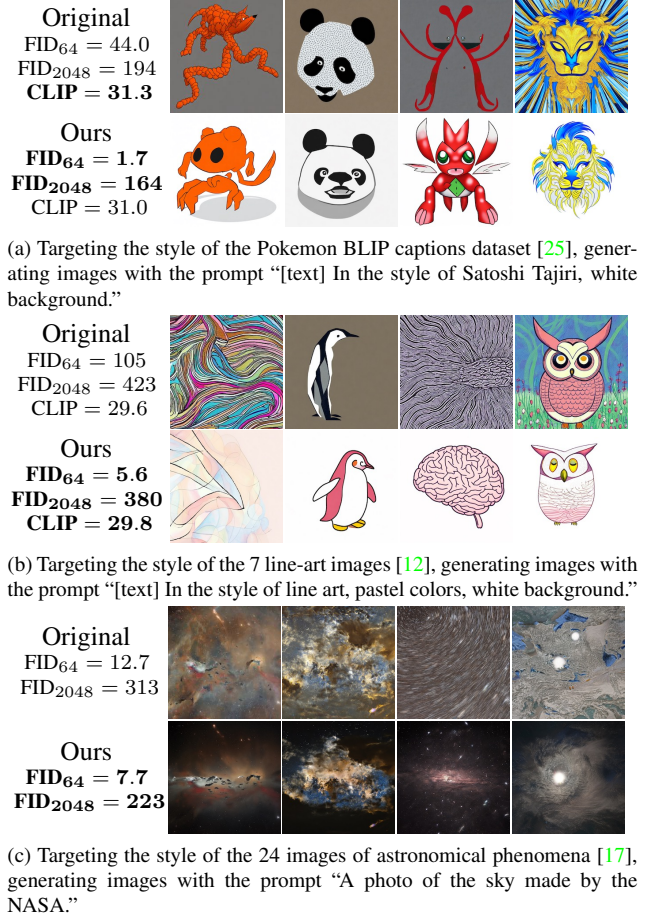 Original
FID64 = 44.0
FID2048 = 194
CLIP = 31.3
Ours
FID64 = 1.7
FID2048 = 164
CLIP = 31.0
(a) Targeting the style of the Pokemon BLIP captions dataset [25], gener-
ating images with the prompt “[text] In the style of Satoshi Tajiri, white
background.”
Original
FID64 = 105
FID2048 = 423
CLIP = 29.6
Ours
FID64 = 5.6
FID2048 = 380
CLIP = 29.8
(b) Targeting the style of the 7 line-art images [12], generating images with
the prompt “[text] In the style of line art, pastel colors, white background.”
Original
FID64 = 12.7
FID2048 = 313
Ours
FID64 = 7.7
FID2048 = 223
(c) Targeting the style of the 24 images of astronomical phenomena [17],
generating images with the prompt “A photo of the sky made by the
NASA.”